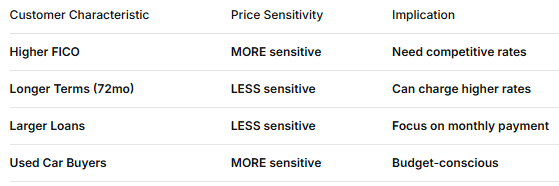 Customer Characteristic Price Sensitivity Implication
Higher FICO MORE sensitive Need competitive rates
Longer Terms (72mo) LESS sensitive Can charge higher rates
Larger Loans LESS sensitive Focus on monthly payment
Used Car Buyers MORE sensitive Budget-conscious